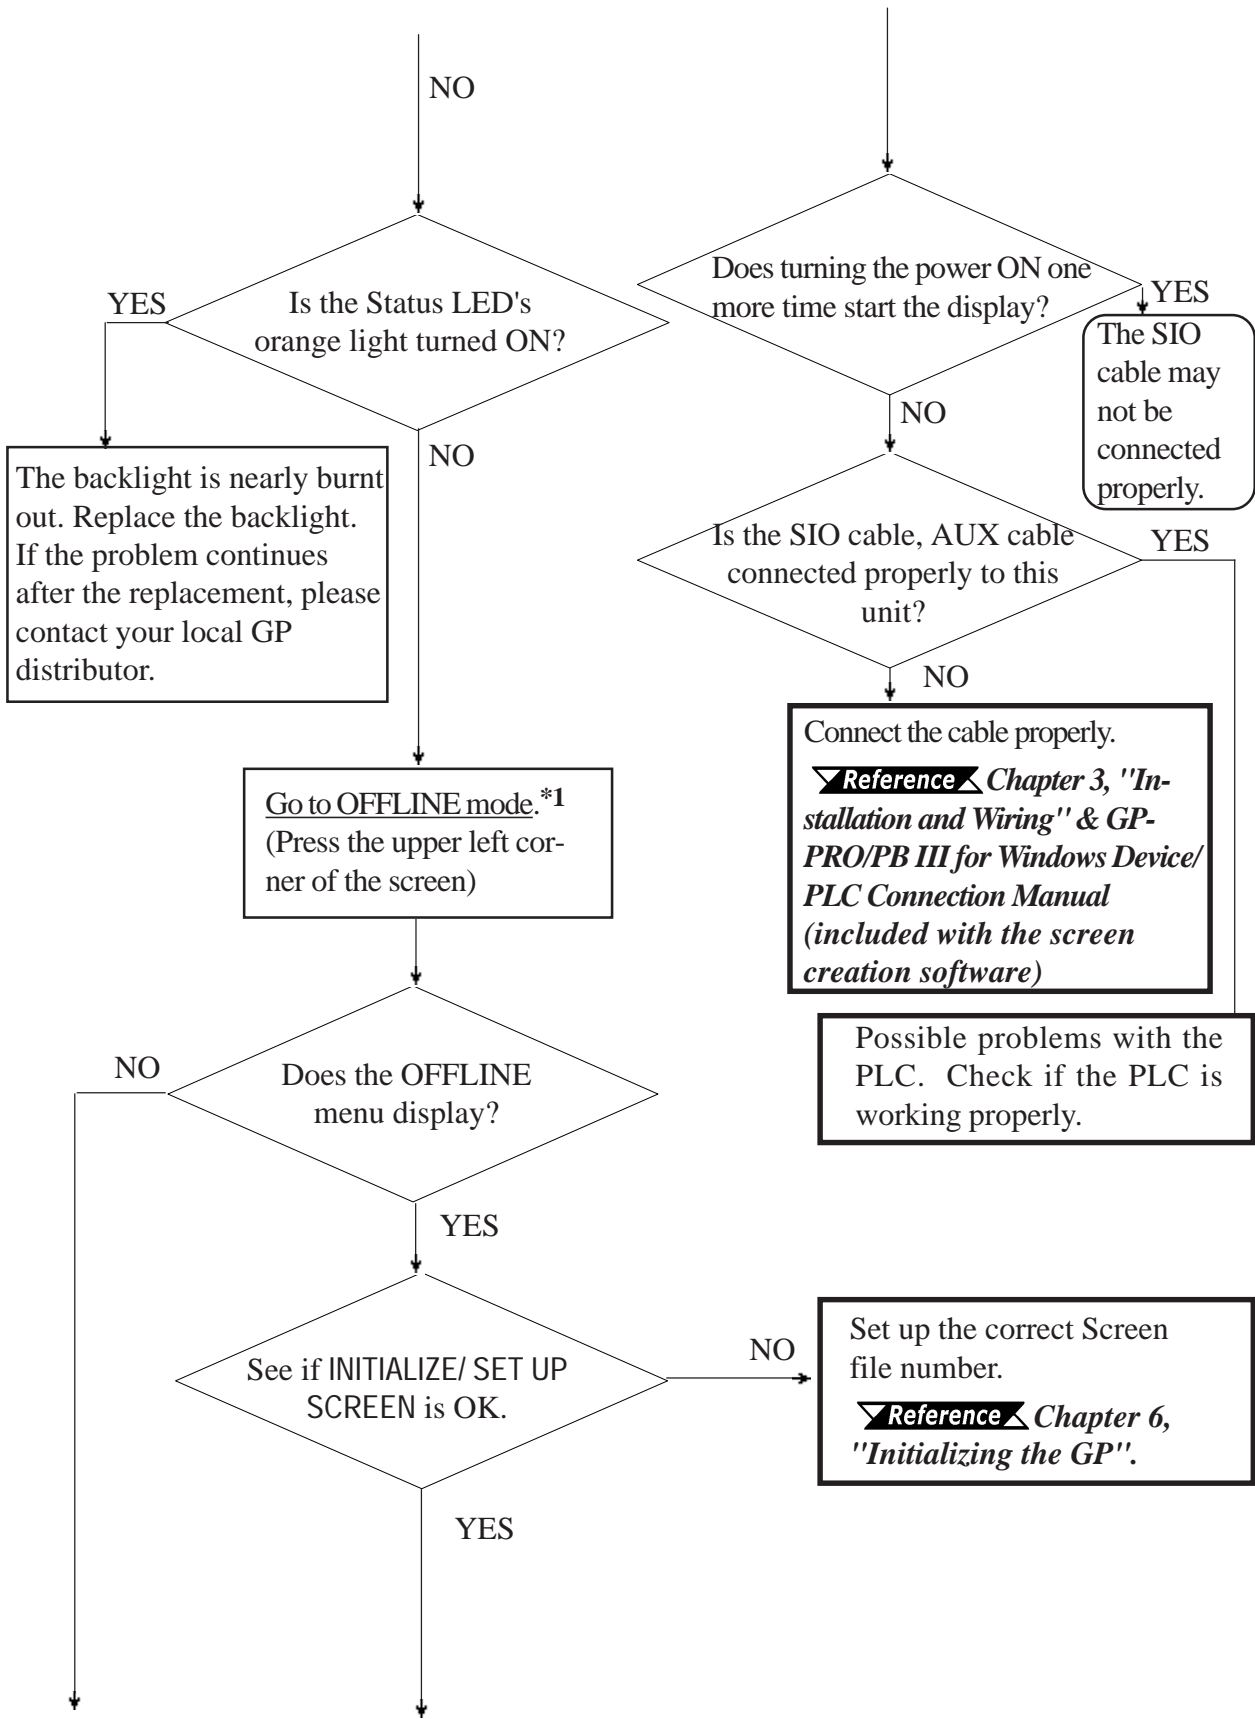 NO
Is the Status LED's
orange light turned ON?
YES
NO
The backlight is nearly burnt
out. Replace the backlight.
If the problem continues
after the replacement, please
contact your local GP
distributor.
Go to OFFLINE mode.*1
(Press the upper left cor-
ner of the screen)
Does the OFFLINE
menu display?
NO
YES
See if INITIALIZE/ SET UP
SCREEN is OK.
NO
YES
Set up the correct Screen
file number.
Reference Chapter 6,
"Initializing the GP".
Does turning the power ON one
more time start the display?
YES
The SIO
cable may
not be
connected
properly.
NO
Is the SIO cable, AUX cable
connected properly to this
unit?
YES
NO
Connect the cable properly.
Reference Chapter 3, "In-
stallation and Wiring" & GP-
PRO/PB III for Windows Device/
PLC Connection Manual
(included with the screen
creation software)
Possible problems with the
PLC. Check if the PLC is
working properly.